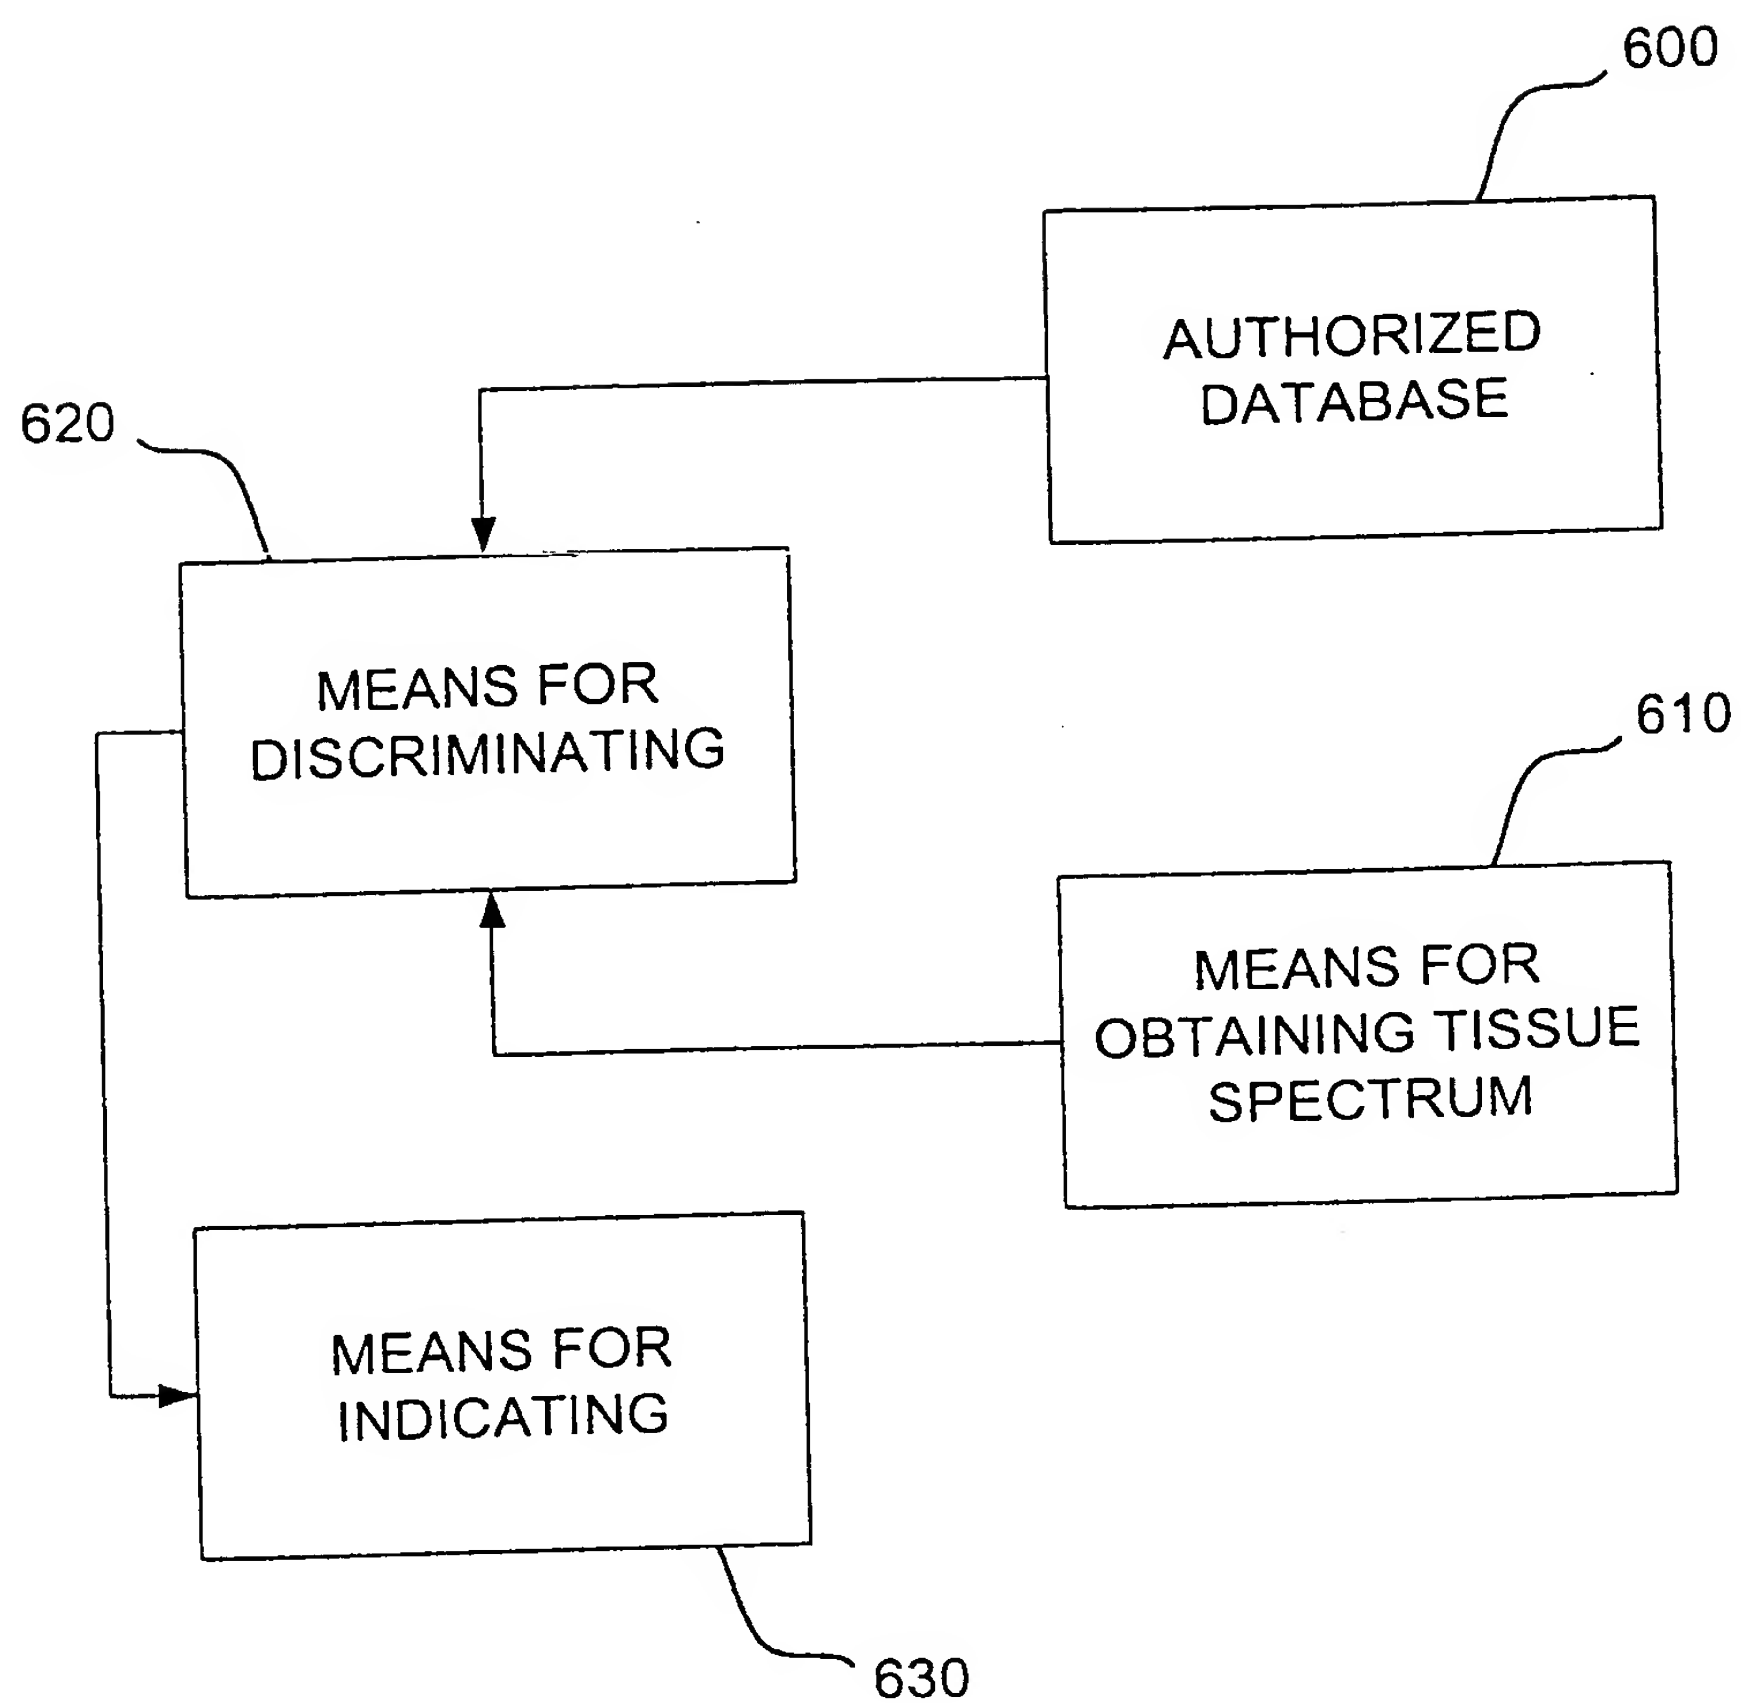 600
AUTHORIZED
DATABASE
620
MEANS FOR
DISCRIMINATING
610
MEANS FOR
OBTAINING TISSUE
SPECTRUM
MEANS FOR
INDICATING
630